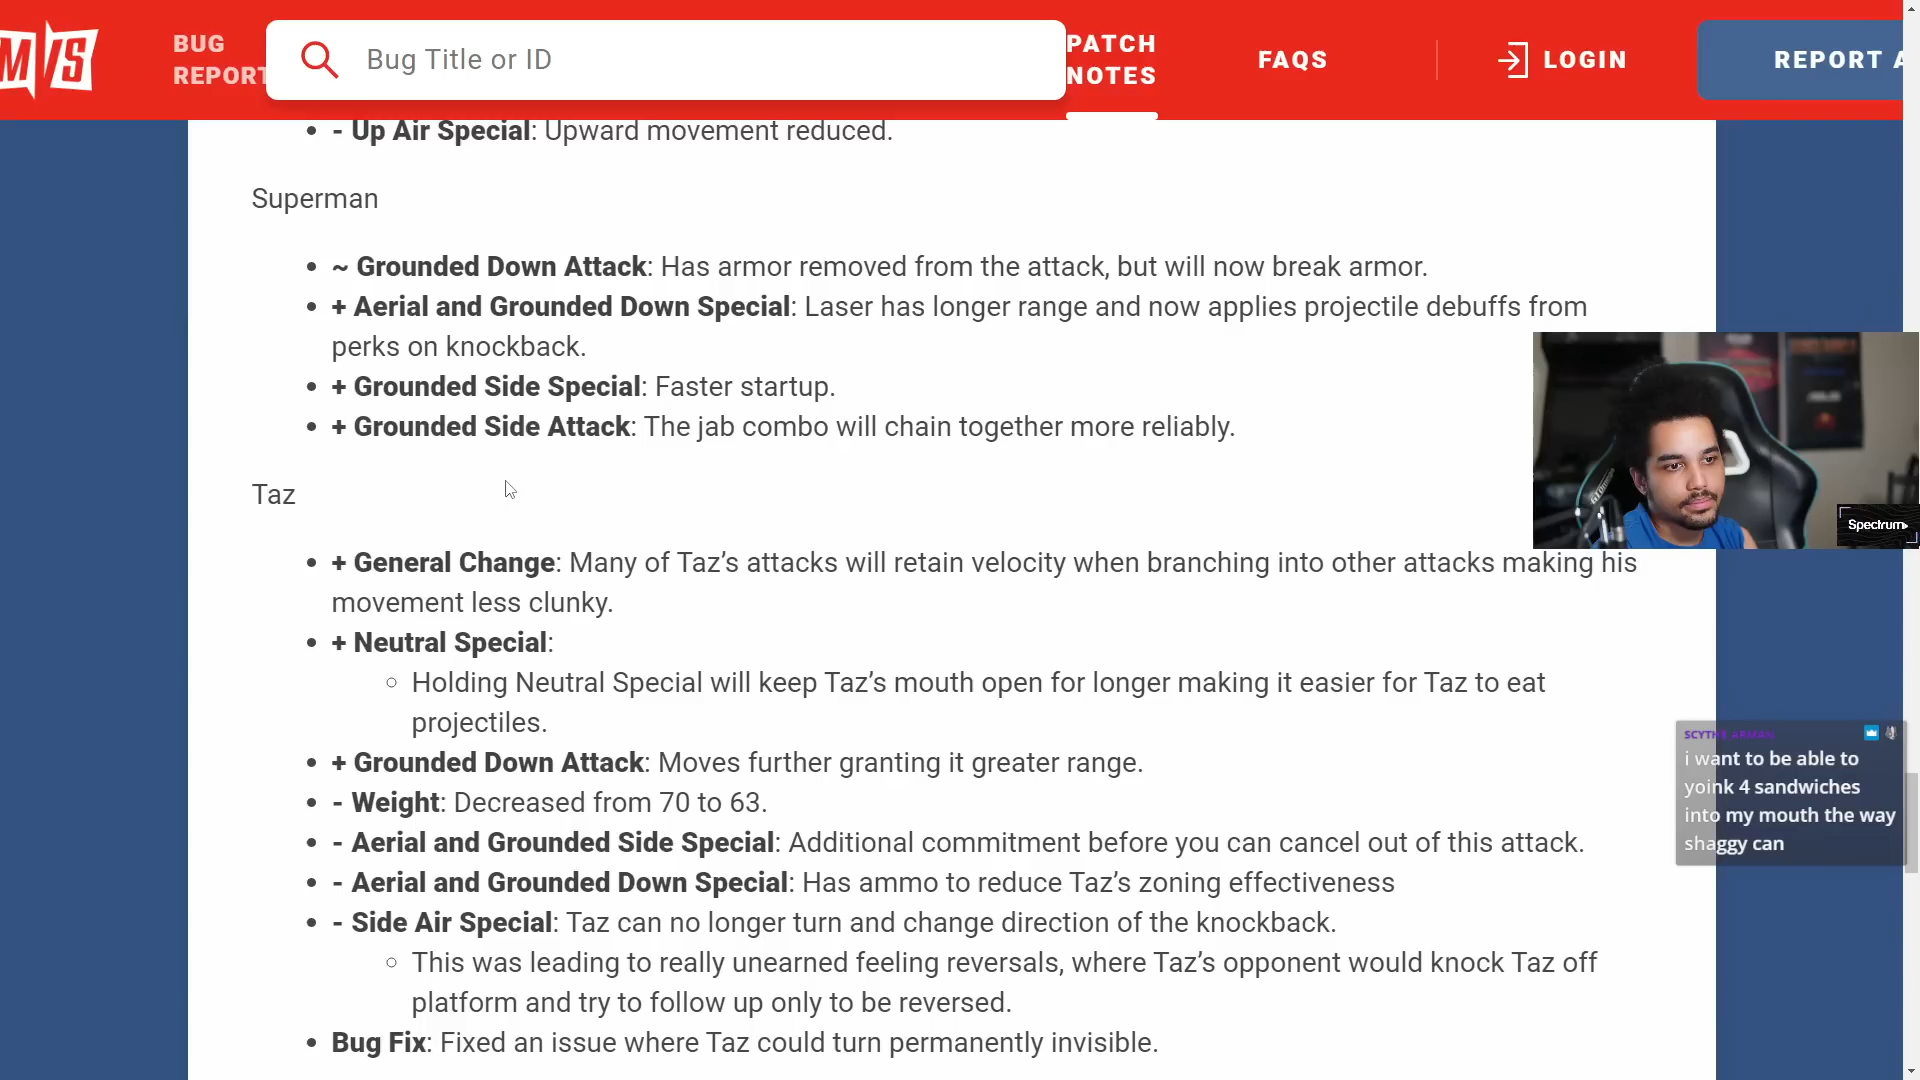 M/S
BUG
REPORT
Bug Title or ID
PATCH
NOTES
FAQS
LOGIN
REPORT A
- Up Air Special: Upward movement reduced.
Superman
~ Grounded Down Attack: Has armor removed from the attack, but will now break armor.
+ Aerial and Grounded Down Special: Laser has longer range and now applies projectile debuffs from
perks on knockback.
+ Grounded Side Special: Faster startup.
+ Grounded Side Attack: The jab combo will chain together more reliably.
Spectrum
Taz
+ General Change: Many of Taz’s attacks will retain velocity when branching into other attacks making his
movement less clunky.
+ Neutral Special:
Holding Neutral Special will keep Taz’s mouth open for longer making it easier for Taz to eat
projectiles.
+ Grounded Down Attack: Moves further granting it greater range.
- Weight: Decreased from 70 to 63.
- Aerial and Grounded Side Special: Additional commitment before you can cancel out of this attack.
- Aerial and Grounded Down Special: Has ammo to reduce Taz’s zoning effectiveness
- Side Air Special: Taz can no longer turn and change direction of the knockback.
This was leading to really unearned feeling reversals, where Taz’s opponent would knock Taz off
platform and try to follow up only to be reversed.
Bug Fix: Fixed an issue where Taz could turn permanently invisible.
i want to be able to
yoink 4 sandwiches
into my mouth the way
shaggy can